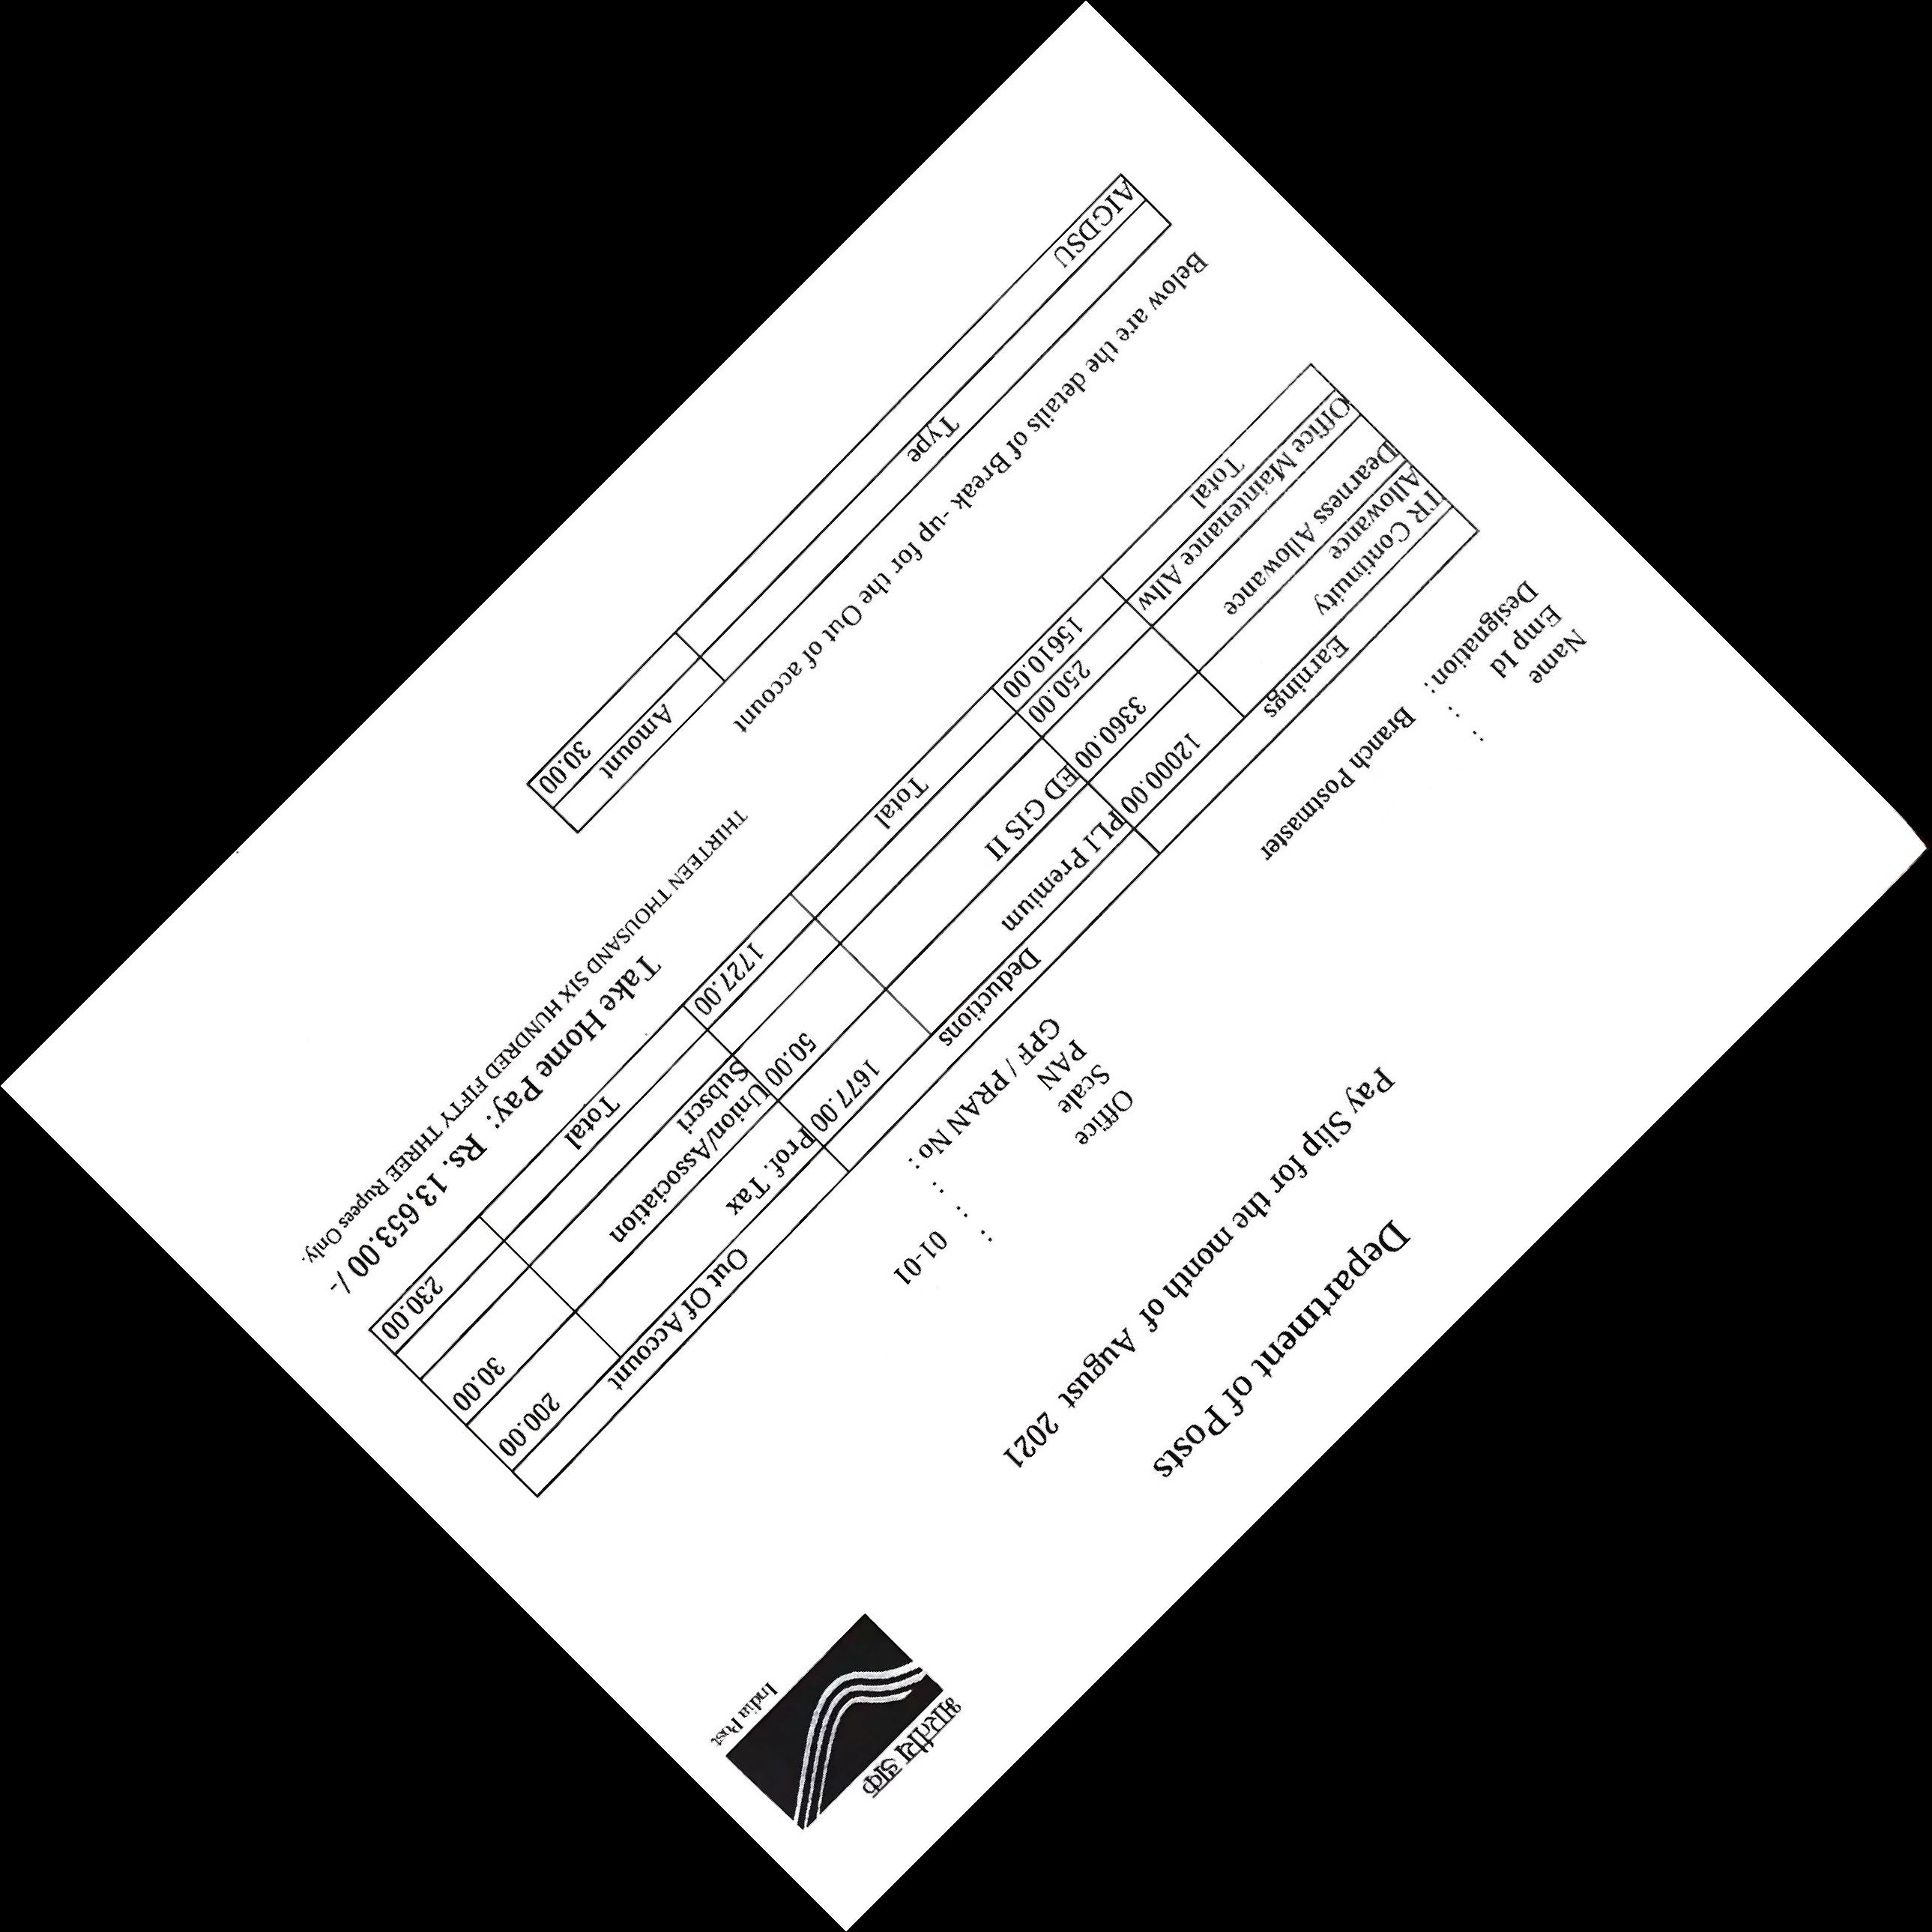 भारतीय डाक
India Post
Department Of Posts
Pay Slip for the month of August 2021
Name :
Office :
Emp Id :
Scale :
Designation : Branch Postmaster
PAN : 01-01
GPF / PRAN No :
Earnings Deductions Out Of Account
TR Continuity
Allowance 12000.00 PLI Premium 1677.00 Prof. Tax 200.00
Dearness Allowance 3360.00 ED GIS II 50.00 Union/Association
Subscri 30.00
Office Maintenance Allw 250.00
Total 15610.00 Total 1727.00 Total 230.00
Take Home Pay: Rs. 13,653.00 /-
THIRTEEN THOUSAND SIX HUNDRED FIFTY THREE Rupees Only.
Below are the details of Break -up for the Out of account
Type Amount
AIGDSU 30.00